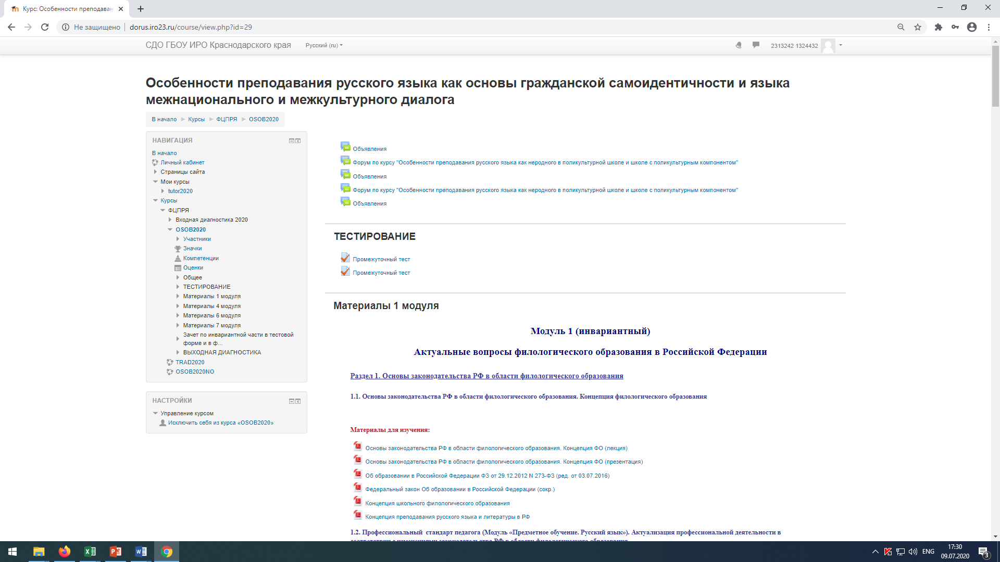 Курс: Особенности преподаван
Не защищено
dorus.iro23.ru/course/view.php?id=29
СДО ГБОУ ИРО Краснодарского края
Русский (ru)
2313242 1324432
Особенности преподавания русского языка как основы гражданской самоидентичности и языка
межнационального и межкультурного диалога
В начало
Курсы
ФЦПРЯ
OSOB2020
НАВИГАЦИЯ
В начало
Личный кабинет
Страницы сайта
Мои курсы
tutor2020
Курсы
ФЦПРЯ
Входная диагностика 2020
OSOB2020
Участники
Значки
Компетенции
Оценки
Общее
ТЕСТИРОВАНИЕ
Материалы 1 модуля
Материалы 4 модуля
Материалы 6 модуля
Материалы 7 модуля
Зачет по инвариантной части в тестовой
форме и в ф...
ВЫХОДНАЯ ДИАГНОСТИКА
TRAD2020
OSOB2020NO
НАСТРОЙКИ
Управление курсом
Исключить себя из курса «OSOB2020»
Объявления
Форум по курсу "Особенности преподавания русского языка как неродного в поликультурной школе и школе с поликультурным компонентом"
Объявления
Форум по курсу "Особенности преподавания русского языка как неродного в поликультурной школе и школе с поликультурным компонентом"
Объявления
ТЕСТИРОВАНИЕ
Промежуточный тест
Промежуточный тест
Материалы 1 модуля
Модуль 1 (инвариантный)
Актуальные вопросы филологического образования в Российской Федерации
Раздел 1. Основы законодательства РФ в области филологического образования
1.1. Основы законодательства РФ в области филологического образования. Концепция филологического образования
Материалы для изучения:
Основы законодательства РФ в области филологического образования. Концепция ФО (лекция)
Основы законодательства РФ в области филологического образования. Концепция ФО (презентация)
Об образовании в Российской Федерации ФЗ от 29.12.2012 N 273-ФЗ (ред. от 03.07.2016)
Федеральный закон Об образовании в Российской Федерации (сокр.)
Концепция школьного филологического образования
Концепция преподавания русского языка и литературы в РФ
1.2. Профессиональный стандарт педагога (Модуль «Предметное обучение. Русский язык»). Актуализация профессиональной деятельности в
соответствии с изменениями законодательства РФ в области филологического образования
ENG
17:30
09.07.2020
3